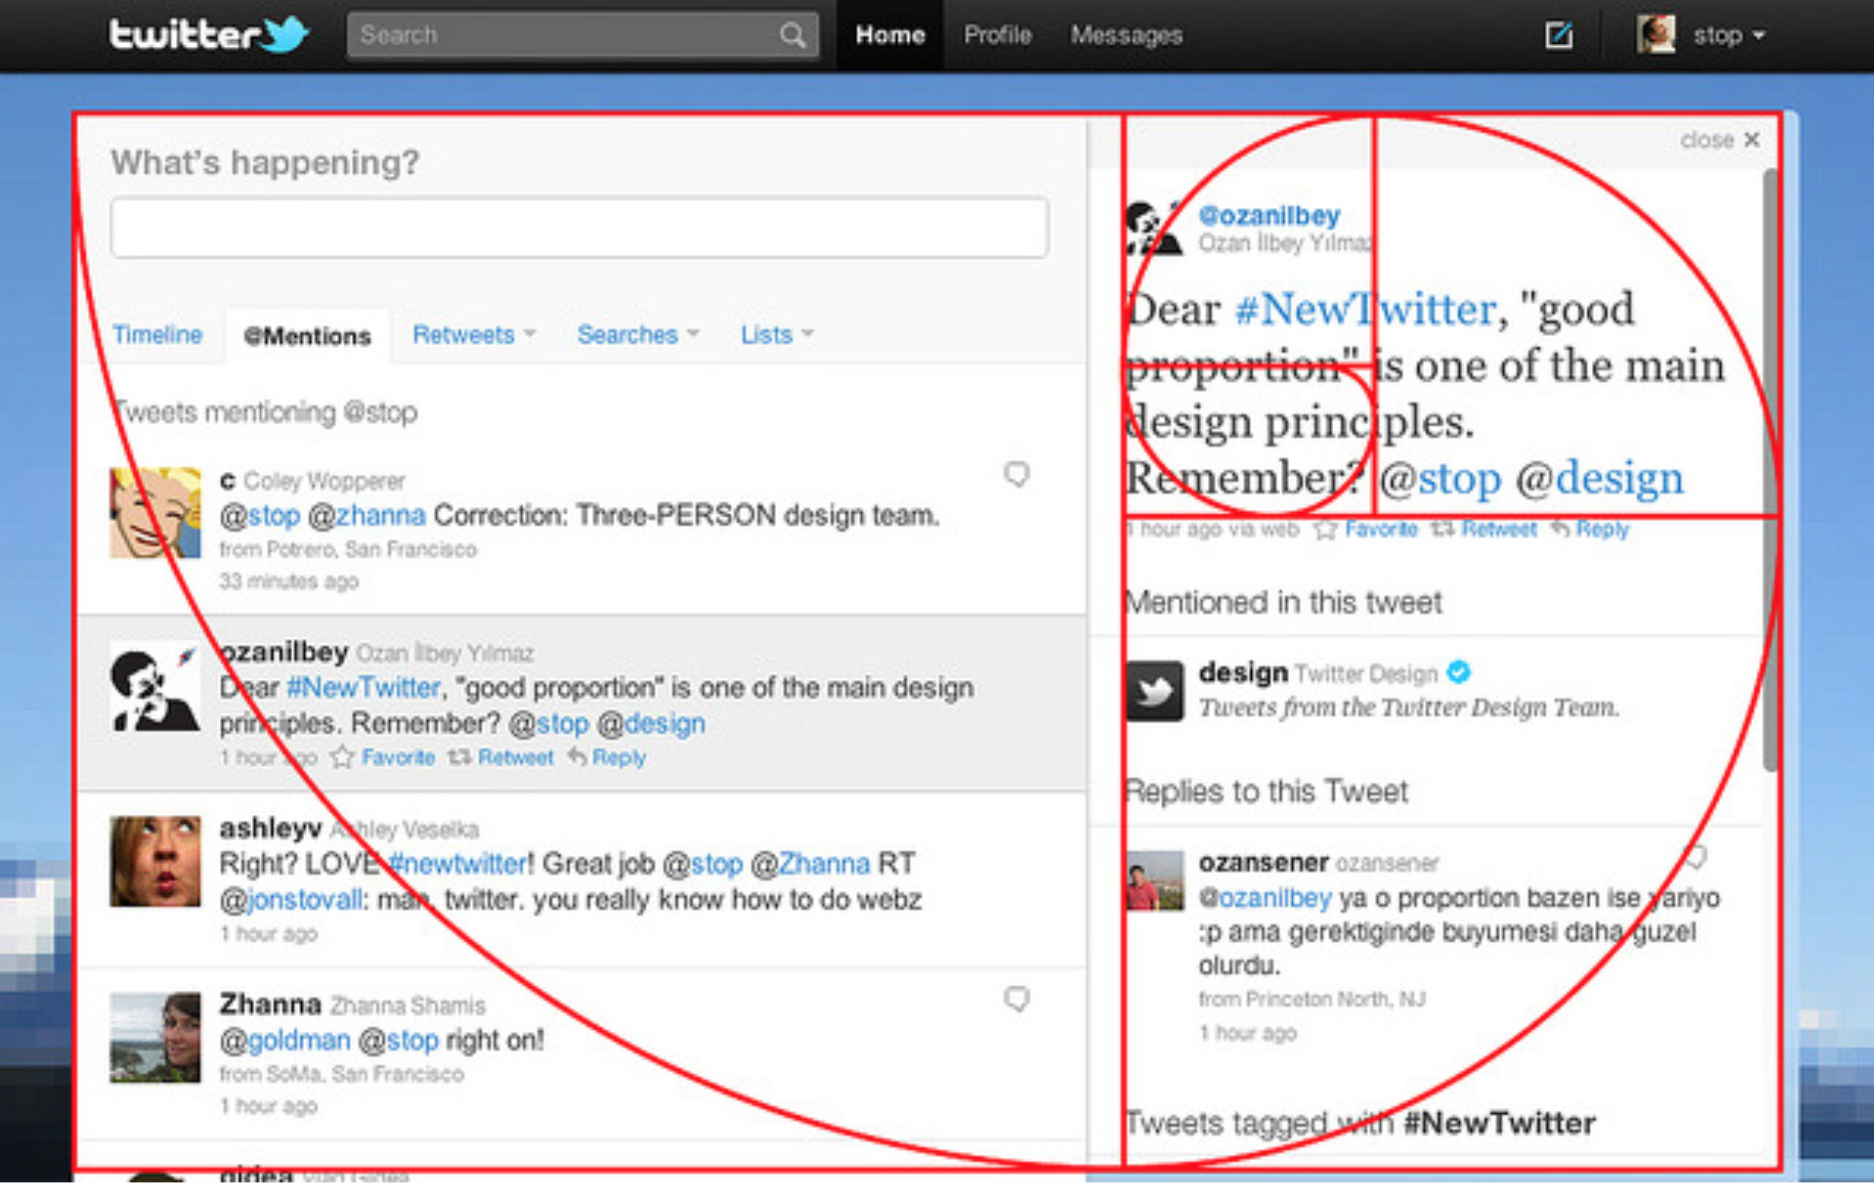 twitter
Search
Home
Profile
Messages
stop
What's happening?
Timeline
@Mentions
Retweets
Searches
Lists
Tweets mentioning @stop
c Coley Wopperer
@stop @zhanna Correction: Three-PERSON design team.
from Potrero, San Francisco
33 minutes ago
ozanilbey Ozan İlbey Yılmaz
Dear #NewTwitter, "good proportion" is one of the main design
principles. Remember? @stop @design
1 hour ago Favorite Retweet Reply
ashleyv Ashley Veselka
Right? LOVE #newtwitter! Great job @stop @Zhanna RT
@jonstovall: man. twitter. you really know how to do webz
1 hour ago
Zhanna Zhanna Shamis
@goldman @stop right on!
from SoMa, San Francisco
1 hour ago
close ×
@ozanilbey
Ozan İlbey Yılmaz
Dear #NewTwitter, "good
proportion" is one of the main
design principles.
Remember? @stop @design
1 hour ago via web Favorite Retweet Reply
Mentioned in this tweet
design Twitter Design
Tweets from the Twitter Design Team.
Replies to this Tweet
ozansener ozansener
@ozanilbey ya o proportion bazen ise yariyo
:p ama gerektiginde buyumesi daha guzel
olurdu.
from Princeton North, NJ
1 hour ago
Tweets tagged with #NewTwitter